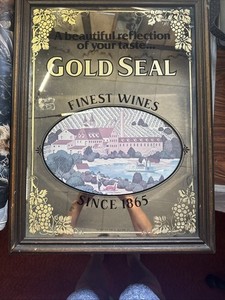 A beautiful reflection
of your taste...
GOLD SEAL
FINEST WINES
SINCE 1865